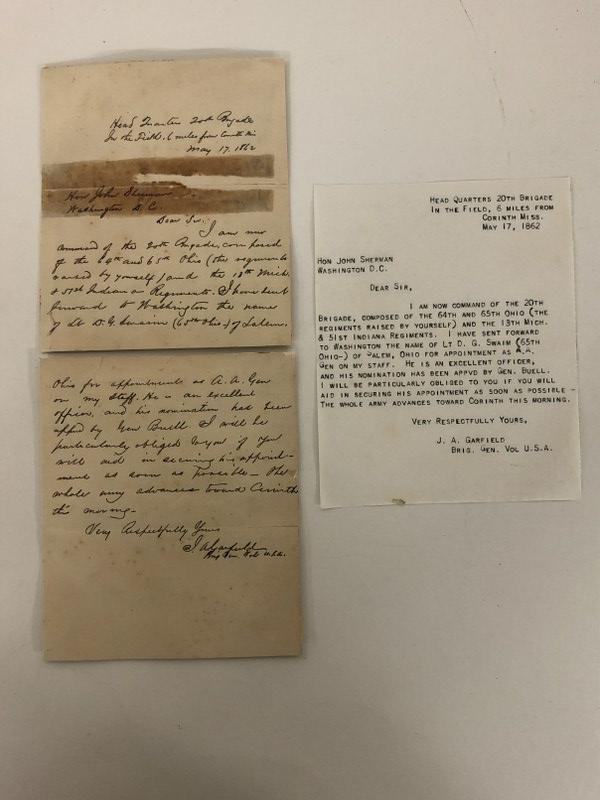 Head Quarters 20th Brigade
In the Field, 6 miles from Corinth Mi
May 17. 1862
Hon John Sherman
Washington D.C.
Dear Sir.
I am now
command of the 20th Brigade, composed
of the 64th and 65th Ohio (the regiments
raised by yourself) and the 13th Mich.
& 51st Indiana Regiments. I have sent
forward to Washington the name
of Lt D. G. Swaim (65th Ohio) of Salem.
Ohio for appointment as A. A. Gen
on my staff. He is an excellent
officer, and his nomination has been
appd by Gen Buell I will be
particularly obliged to you if you
will aid in securing his appoint-
ment as soon as possible - The
whole army advances toward Corinth
this morning.
Very Respectfully Yours
J. A. Garfield
Brig Gen Vol U.S.A.
HEAD QUARTERS 20TH BRIGADE
IN THE FIELD, 6 MILES FROM
CORINTH MISS.
MAY 17, 1862
HON JOHN SHERMAN
WASHINGTON D.C.
DEAR SIR,
I AM NOW COMMAND OF THE 20TH
BRIGADE, COMPOSED OF THE 64TH AND 65TH OHIO (THE
REGIMENTS RAISED BY YOURSELF) AND THE 13TH MICH.
& 51ST INDIANA REGIMENTS. I HAVE SENT FORWARD
TO WASHINGTON THE NAME OF LT D. G. SWAIM (65TH
OHIO-) OF SALEM, OHIO FOR APPOINTMENT AS A.A.
GEN ON MY STAFF. HE IS AN EXCELLENT OFFICER,
AND HIS NOMINATION HAS BEEN APPVD BY GEN. BUELL.
I WILL BE PARTICULARLY OBLIGED TO YOU IF YOU WILL
AID IN SECURING HIS APPOINTMENT AS SOON AS POSSIBLE -
THE WHOLE ARMY ADVANCES TOWARD CORINTH THIS MORNING.
VERY RESPECTFULLY YOURS,
J. A. GARFIELD
BRIG. GEN. VOL U.S.A.